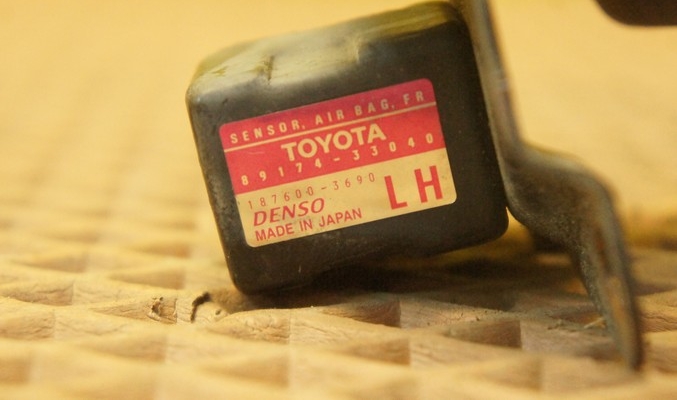 SENSOR, AIR BAG, FR
TOYOTA
89174-33040
187600-3690
DENSO LH
MADE IN JAPAN